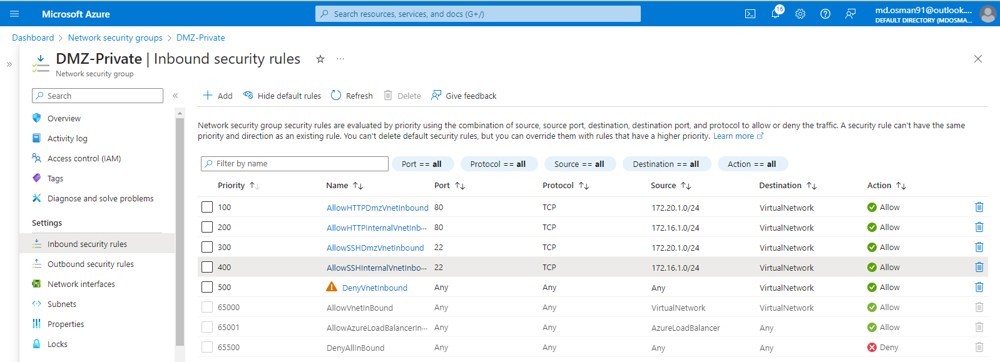 Microsoft Azure
Search resources, services, and docs (G+/)
16
md.osman91@outlook....
DEFAULT DIRECTORY (MDOSMA...
Dashboard > Network security groups > DMZ-Private
DMZ-Private | Inbound security rules
Network security group
Search
Add Hide default rules Refresh Delete Give feedback
Overview
Activity log
Access control (IAM)
Tags
Diagnose and solve problems
Settings
Inbound security rules
Outbound security rules
Network interfaces
Subnets
Properties
Locks
Network security group security rules are evaluated by priority using the combination of source, source port, destination, destination port, and protocol to allow or deny the traffic. A security rule can't have the same
priority and direction as an existing rule. You can't delete default security rules, but you can override them with rules that have a higher priority. Learn more
Filter by name Port == all Protocol == all Source == all Destination == all Action == all
Priority Name Port Protocol Source Destination Action
100 AllowHTTPDmzVnetInbound 80 TCP 172.20.1.0/24 VirtualNetwork Allow
200 AllowHTTPInternalVnetInb... 80 TCP 172.16.1.0/24 VirtualNetwork Allow
300 AllowSSHDmzVnetInbound 22 TCP 172.20.1.0/24 VirtualNetwork Allow
400 AllowSSHInternalVnetInbo... 22 TCP 172.16.1.0/24 VirtualNetwork Allow
500 DenyVnetInbound Any Any Any VirtualNetwork Allow
65000 AllowVnetInBound Any Any VirtualNetwork VirtualNetwork Allow
65001 AllowAzureLoadBalancerIn... Any Any AzureLoadBalancer Any Allow
65500 DenyAllInBound Any Any Any Any Deny